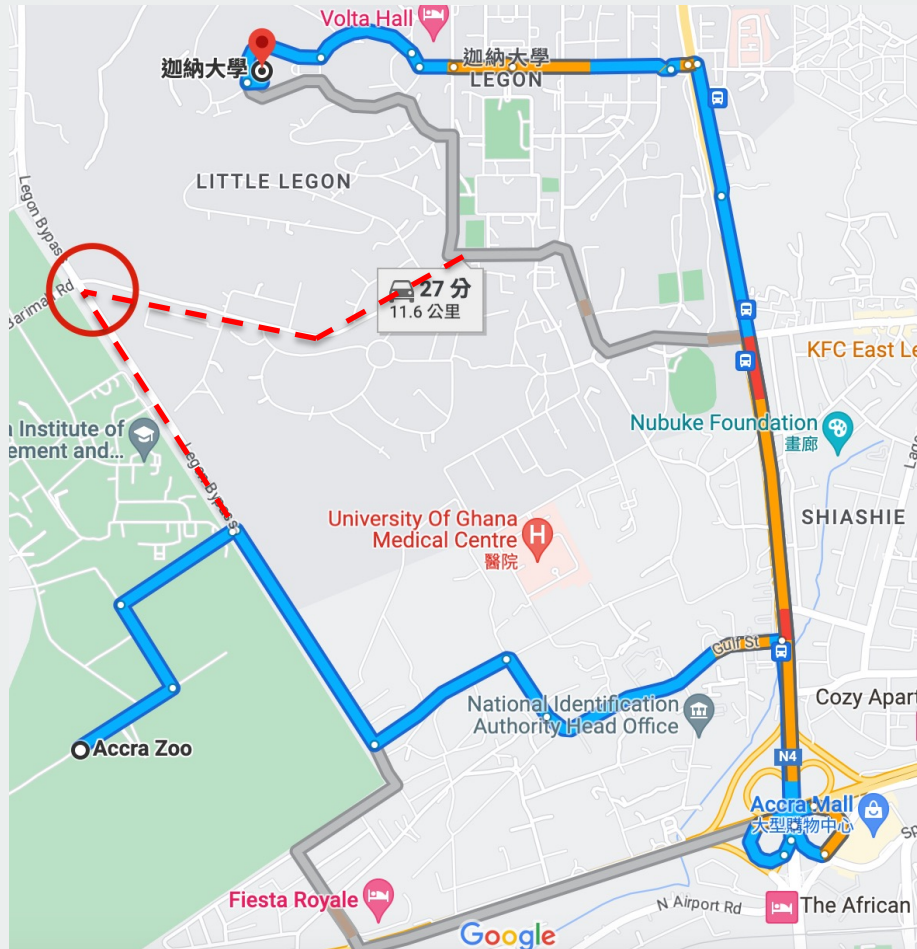 Volta Hall
迦納大學
迦納大學
LEGON
LITTLE LEGON
Legon Bypass
Bariman Rd
27 分
11.6 公里
KFC East Le
Nubuke Foundation
畫廊
Institute of
ement and...
Legon Bypass
University Of Ghana
Medical Centre
醫院
SHIASHIE
Gulf St
National Identification
Authority Head Office
Cozy Apar
Accra Zoo
N4
Accra Mall
大型購物中心
Sp
Fiesta Royale
N Airport Rd
The African
Google